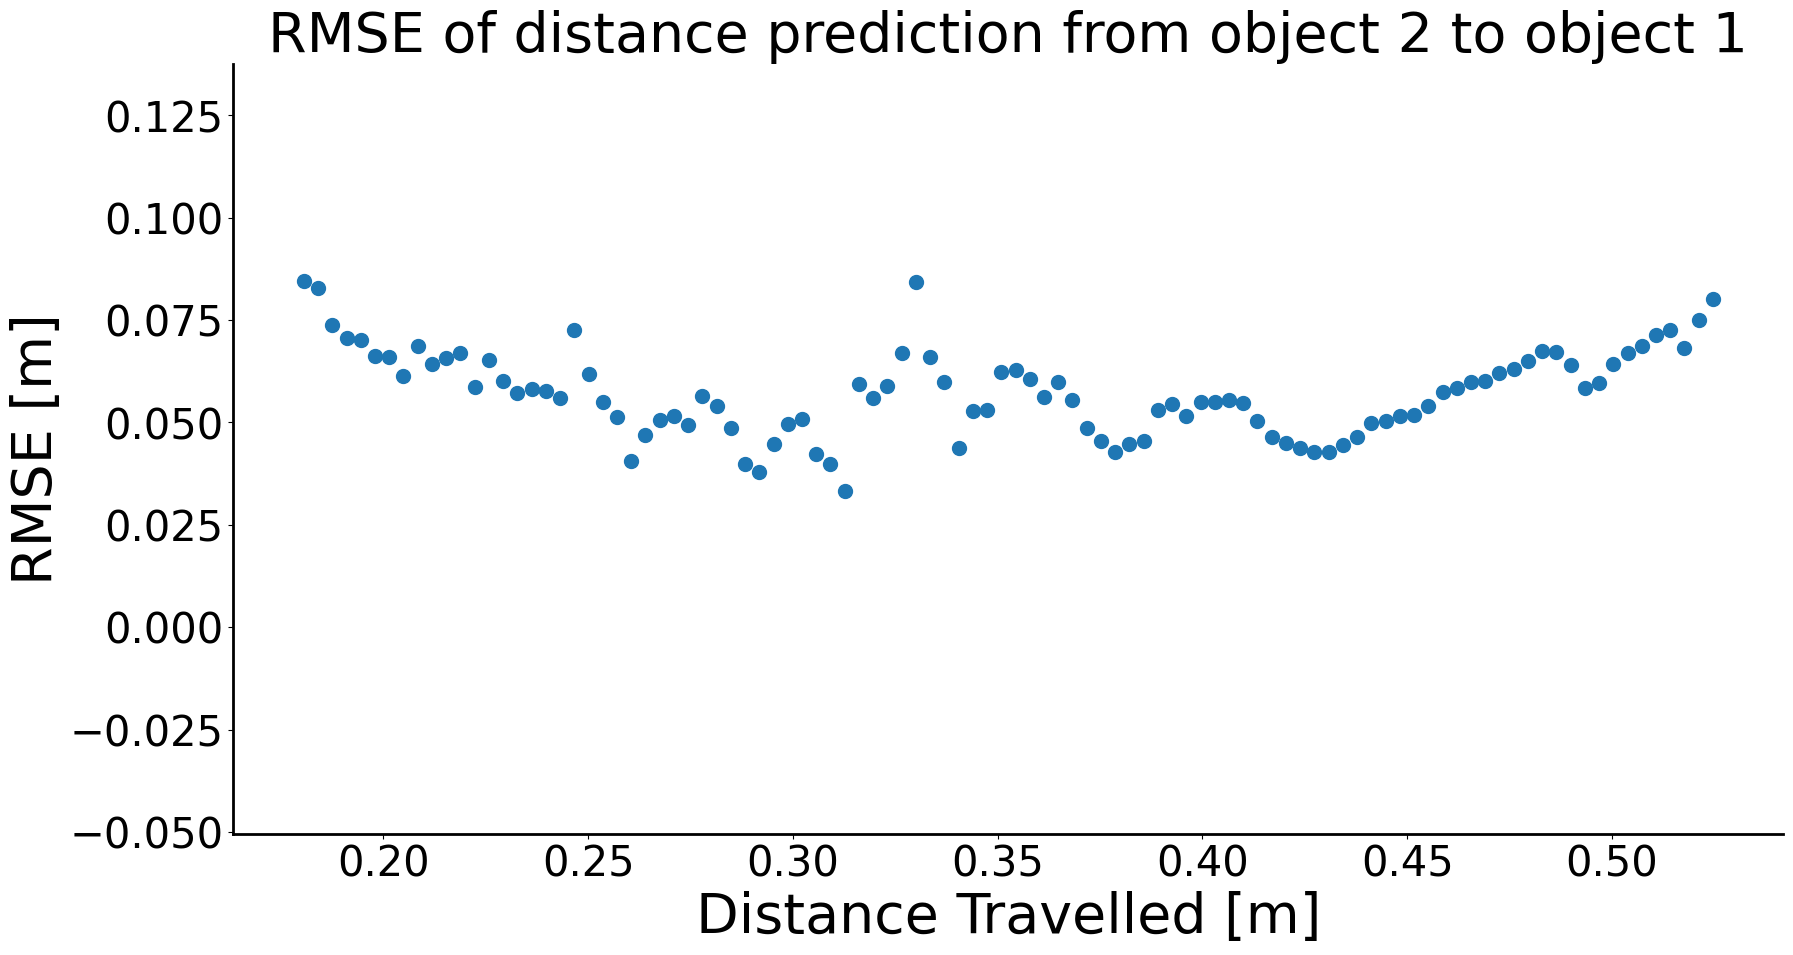 RMSE of distance prediction from object 2 to object 1
RMSE [m]
0.125
0.100
0.075
0.050
0.025
0.000
−0.025
−0.050
0.20 0.25 0.30 0.35 0.40 0.45 0.50
Distance Travelled [m]